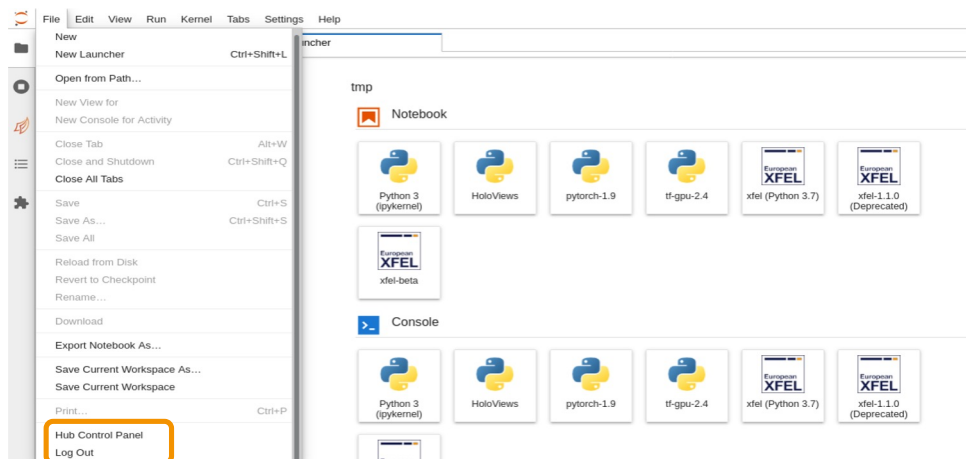 File Edit View Run Kernel Tabs Settings Help
New
New Launcher Ctrl+Shift+L
Open from Path…
New View for
New Console for Activity
Close Tab Alt+W
Close and Shutdown Ctrl+Shift+Q
Close All Tabs
Save Ctrl+S
Save As… Ctrl+Shift+S
Save All
Reload from Disk
Revert to Checkpoint
Rename…
Download
Export Notebook As…
Save Current Workspace As…
Save Current Workspace
Print… Ctrl+P
Hub Control Panel
Log Out
uncher
tmp
Notebook
Python 3
(ipykernel)
HoloViews
pytorch-1.9
tf-gpu-2.4
European
XFEL
xfel (Python 3.7)
European
XFEL
xfel-1.1.0
(Deprecated)
European
XFEL
xfel-beta
Console
Python 3
(ipykernel)
HoloViews
pytorch-1.9
tf-gpu-2.4
European
XFEL
xfel (Python 3.7)
European
XFEL
xfel-1.1.0
(Deprecated)